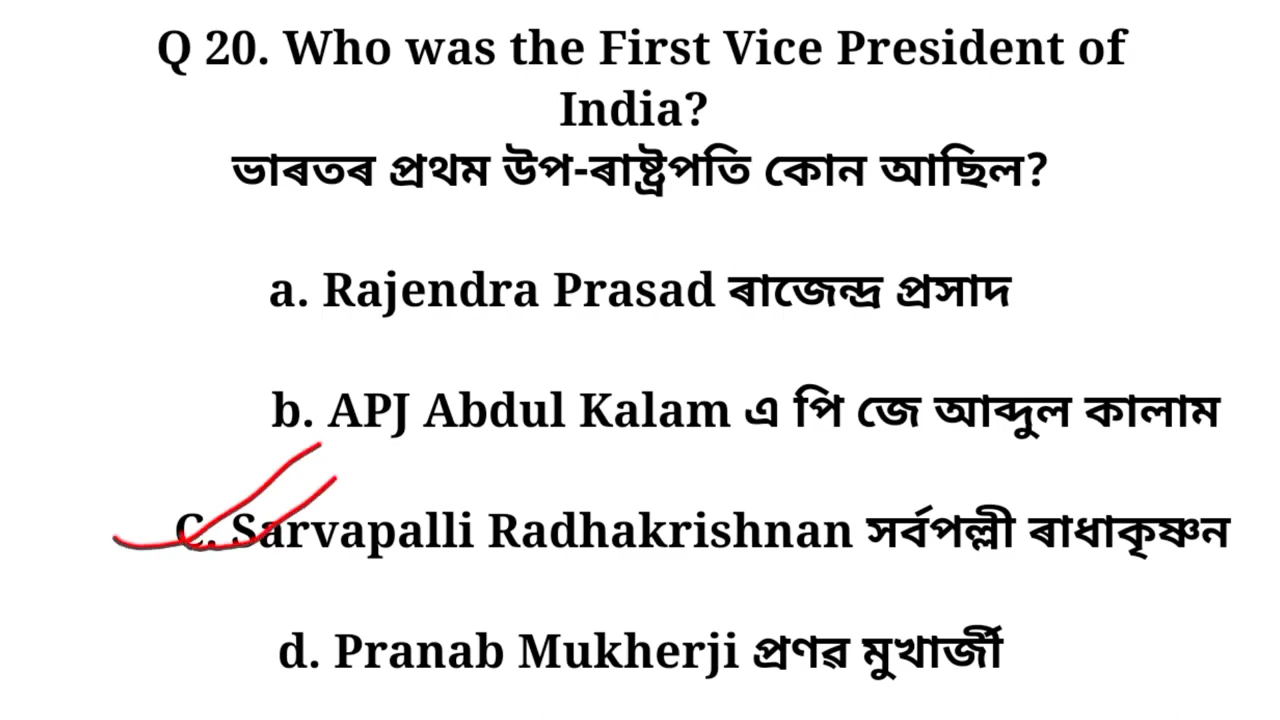 Q 20. Who was the First Vice President of
India?
ভাৰতৰ প্ৰথম উপ-ৰাষ্ট্ৰপতি কোন আছিল?
a. Rajendra Prasad ৰাজেন্দ্ৰ প্ৰসাদ
b. APJ Abdul Kalam এ পি জে আব্দুল কালাম
C. Sarvapalli Radhakrishnan সৰ্বপল্লী ৰাধাকৃষ্ণন
d. Pranab Mukherji প্ৰণৱ মুখাৰ্জী